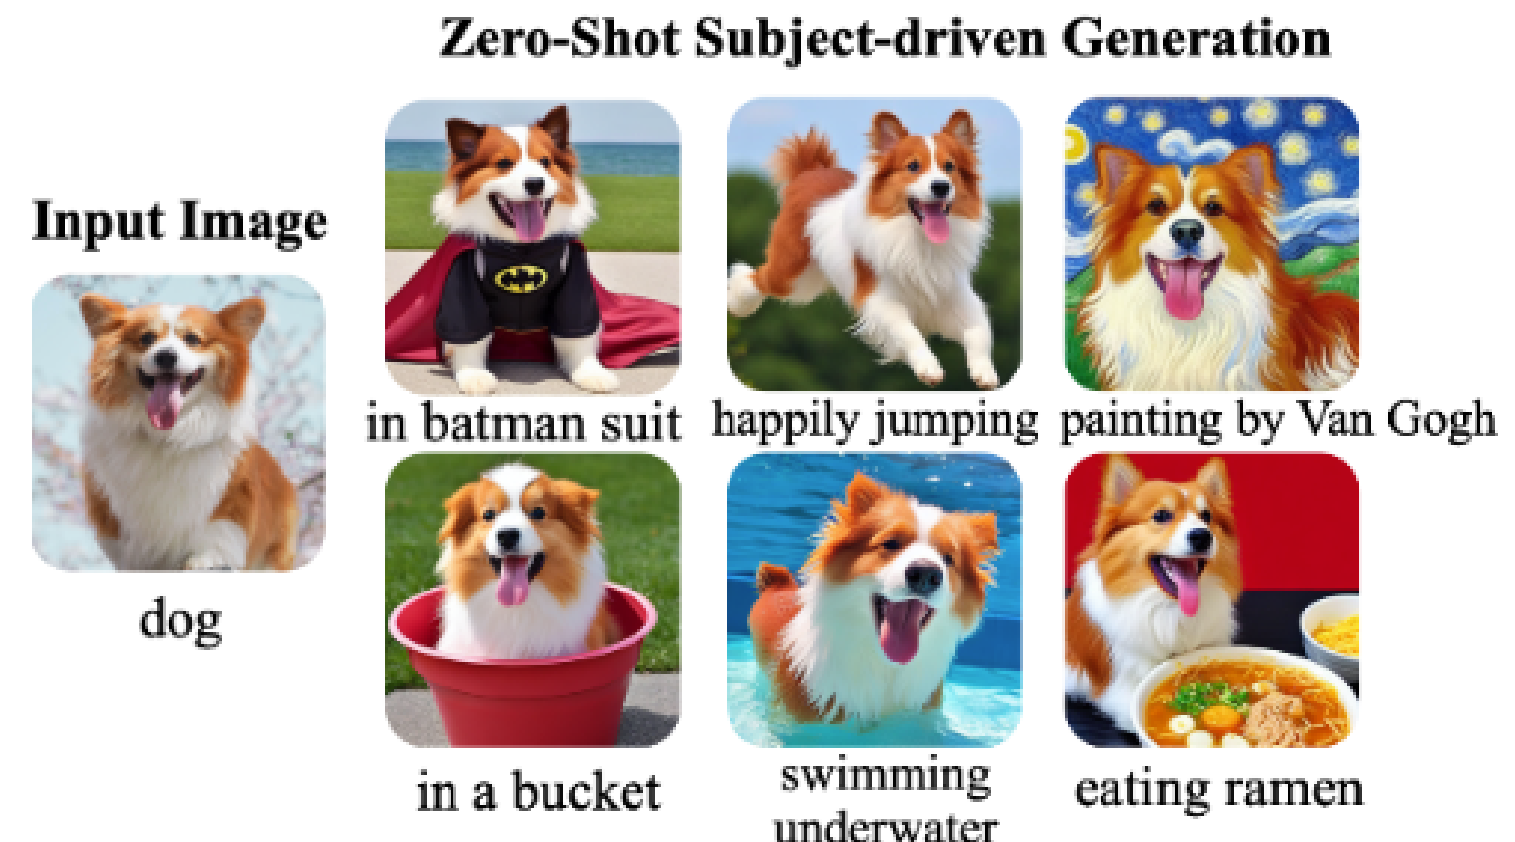 Zero-Shot Subject-driven Generation
Input Image
dog
in batman suit
happily jumping
painting by Van Gogh
in a bucket
swimming
underwater
eating ramen